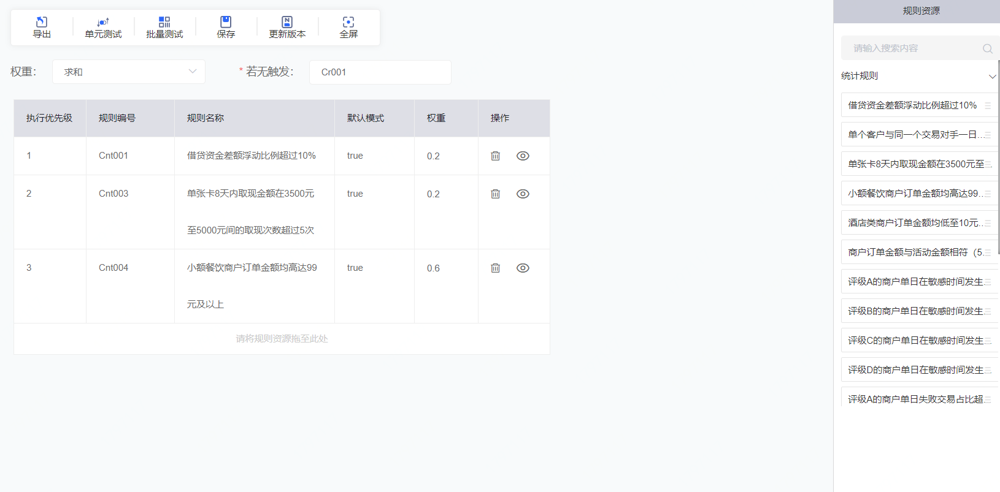 导出 单元测试 批量测试 保存 更新版本 全屏
权重： 求和 * 若无触发： Cr001
执行优先级 规则编号 规则名称 默认模式 权重 操作
1 Cnt001 借贷资金差额浮动比例超过10% true 0.2
2 Cnt003 单张卡8天内取现金额在3500元 true 0.2
至5000元间的取现次数超过5次
3 Cnt004 小额餐饮商户订单金额均高达99 true 0.6
元及以上
请将规则资源拖至此处
规则资源
请输入搜索内容
统计规则
借贷资金差额浮动比例超过10%
单个客户与同一个交易对手一日...
单张卡8天内取现金额在3500元至...
小额餐饮商户订单金额均高达99...
酒店类商户订单金额均低至10元...
商户订单金额与活动金额相符（5...
评级A的商户单日在敏感时间发生...
评级B的商户单日在敏感时间发生...
评级C的商户单日在敏感时间发生...
评级D的商户单日在敏感时间发生...
评级A的商户单日失败交易占比超...